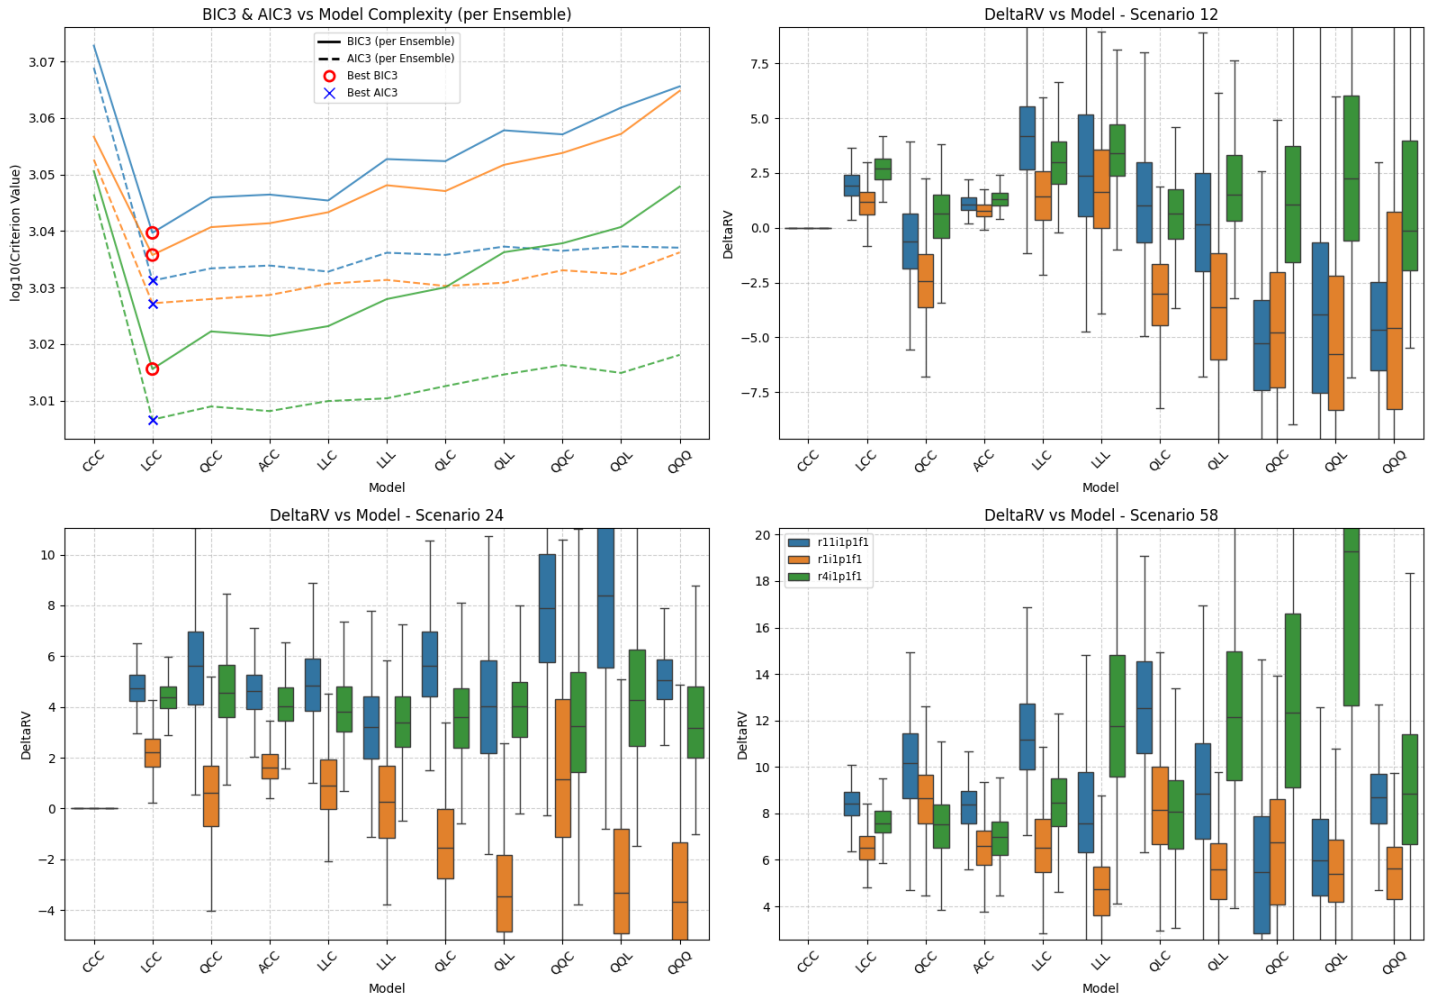 BIC3 & AIC3 vs Model Complexity (per Ensemble)
BIC3 (per Ensemble)
AIC3 (per Ensemble)
Best BIC3
Best AIC3
log10(Criterion Value)
3.07
3.06
3.05
3.04
3.03
3.02
3.01
CCC LCC QCC ACC LLC LLL QLC QLL QQC QQL QQQ
Model
DeltaRV vs Model - Scenario 12
DeltaRV
7.5
5.0
2.5
0.0
−2.5
−5.0
−7.5
CCC LCC QCC ACC LLC LLL QLC QLL QQC QQL QQQ
Model
DeltaRV vs Model - Scenario 24
DeltaRV
10
8
6
4
2
0
−2
−4
CCC LCC QCC ACC LLC LLL QLC QLL QQC QQL QQQ
Model
DeltaRV vs Model - Scenario 58
r11i1p1f1
r1i1p1f1
r4i1p1f1
DeltaRV
20
18
16
14
12
10
8
6
4
CCC LCC QCC ACC LLC LLL QLC QLL QQC QQL QQQ
Model